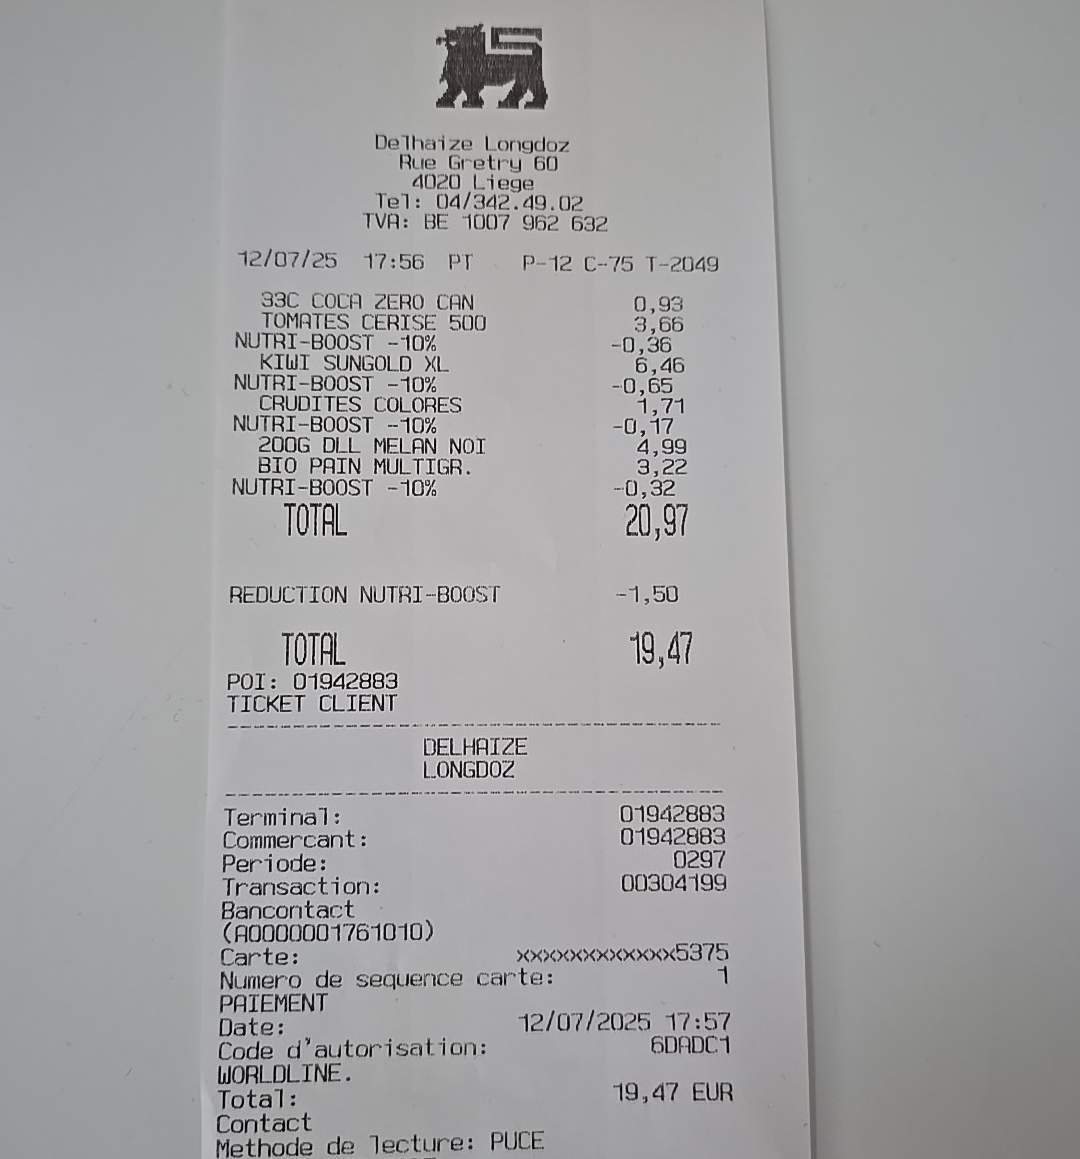 Delhaize Longdoz
Rue Gretry 60
4020 Liege
Tel: 04/342.49.02
TVA: BE 1007 962 632
12/07/25 17:56 PT P-12 C-75 T-2049
33C COCA ZERO CAN 0,93
TOMATES CERISE 500 3,66
NUTRI-BOOST -10% -0,36
KIWI SUNGOLD XL 6,46
NUTRI-BOOST -10% -0,65
CRUDITES COLORES 1,71
NUTRI-BOOST -10% -0,17
200G DLL MELAN NOI 4,99
BIO PAIN MULTIGR. 3,22
NUTRI-BOOST -10% -0,32
TOTAL 20,97
REDUCTION NUTRI-BOOST -1,50
TOTAL 19,47
POI: 01942883
TICKET CLIENT
DELHAIZE
LONGDOZ
Terminal: 01942883
Commercant: 01942883
Periode: 0297
Transaction: 00304199
Bancontact
(A0000001761010)
Carte: xxxxxxxxxxxxx5375
Numero de sequence carte: 1
PAIEMENT
Date: 12/07/2025 17:57
Code d'autorisation: 6DADC1
WORLDLINE.
Total: 19,47 EUR
Contact
Methode de lecture: PUCE